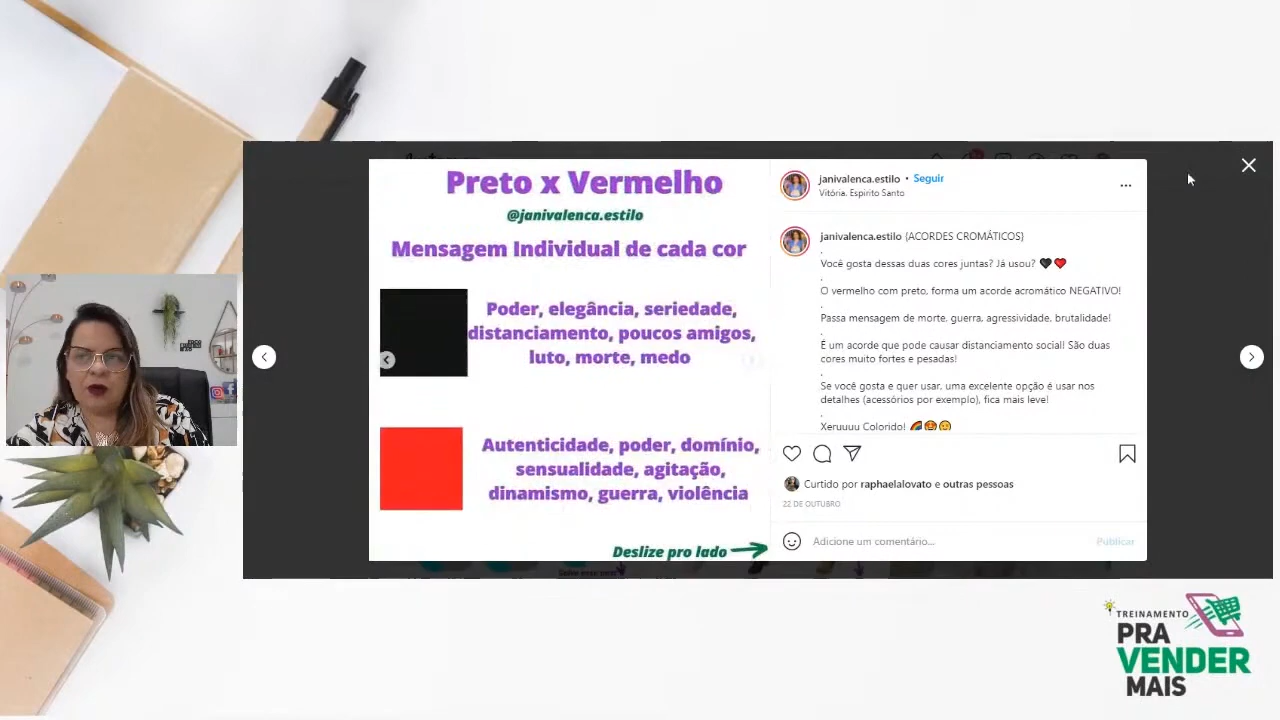 Preto x Vermelho
@janivalenca.estilo
Mensagem Individual de cada cor
Poder, elegância, seriedade,
distanciamento, poucos amigos,
luto, morte, medo
Autenticidade, poder, domínio,
sensualidade, agitação,
dinamismo, guerra, violência
Deslize pro lado
janivalenca.estilo • Seguir
Vitória, Espírito Santo
janivalenca.estilo {ACORDES CROMÁTICOS}
.
Você gosta dessas duas cores juntas? Já usou? 🖤❤️
.
O vermelho com preto, forma um acorde acromático NEGATIVO!
.
Passa mensagem de morte, guerra, agressividade, brutalidade!
.
É um acorde que pode causar distanciamento social! São duas
cores muito fortes e pesadas!
.
Se você gosta e quer usar, uma excelente opção é usar nos
detalhes (acessórios por exemplo), fica mais leve!
.
Xeruuuu Colorido!
Curtido por raphaelalovato e outras pessoas
22 DE OUTUBRO
Adicione um comentário...
Publicar
TREINAMENTO
PRA
VENDER
MAIS